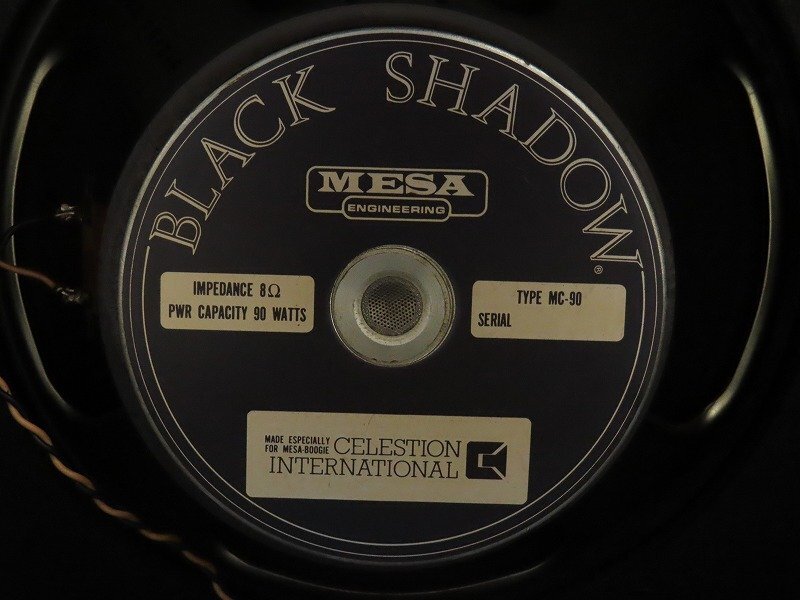 BLACK SHADOW®
MESA
ENGINEERING
IMPEDANCE 8Ω
PWR CAPACITY 90 WATTS
TYPE MC-90
SERIAL
MADE ESPECIALLY
FOR MESA-BOOGIE
CELESTION
INTERNATIONAL